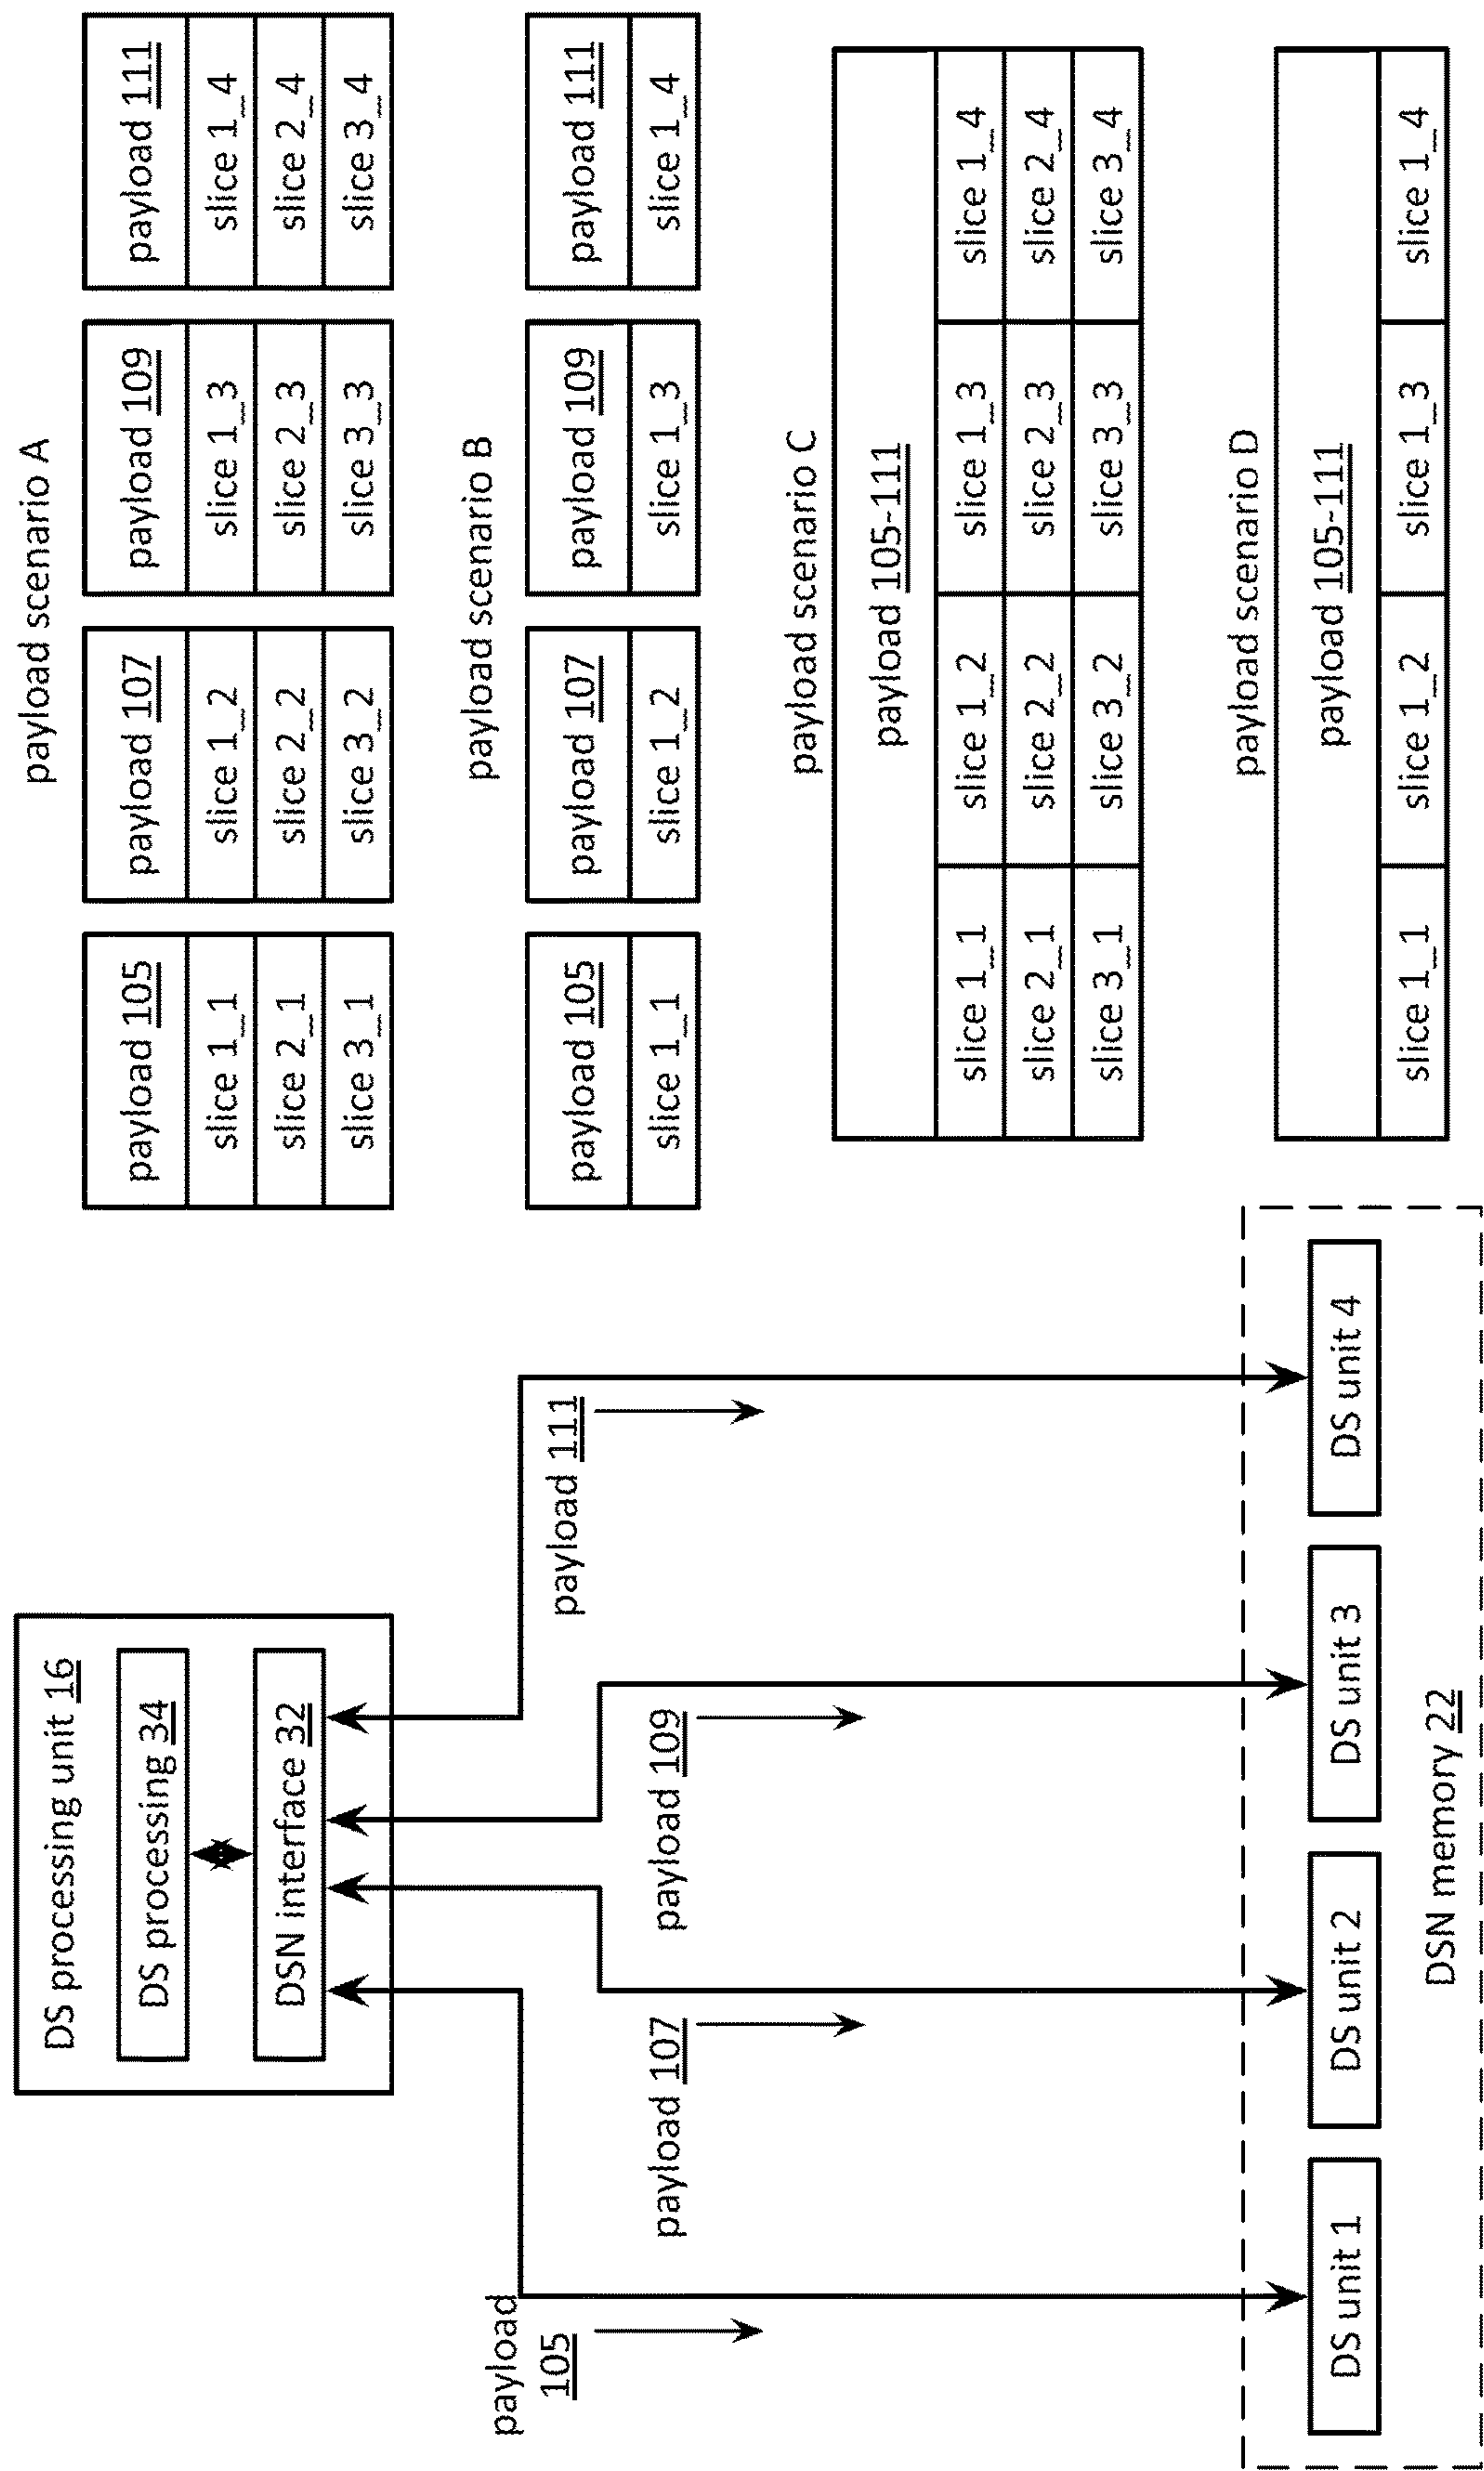 DS processing unit 16
DS processing 34
DSN interface 32
payload
105
payload 107
payload 109
payload 111
DS unit 1
DS unit 2
DS unit 3
DS unit 4
DSN memory 22
payload scenario A
payload 105
payload 107
payload 109
payload 111
slice 1_1
slice 1_2
slice 1_3
slice 1_4
slice 2_1
slice 2_2
slice 2_3
slice 2_4
slice 3_1
slice 3_2
slice 3_3
slice 3_4
payload scenario B
payload 105
payload 107
payload 109
payload 111
slice 1_1
slice 1_2
slice 1_3
slice 1_4
payload scenario C
payload 105-111
slice 1_1
slice 1_2
slice 1_3
slice 1_4
slice 2_1
slice 2_2
slice 2_3
slice 2_4
slice 3_1
slice 3_2
slice 3_3
slice 3_4
payload scenario D
payload 105-111
slice 1_1
slice 1_2
slice 1_3
slice 1_4